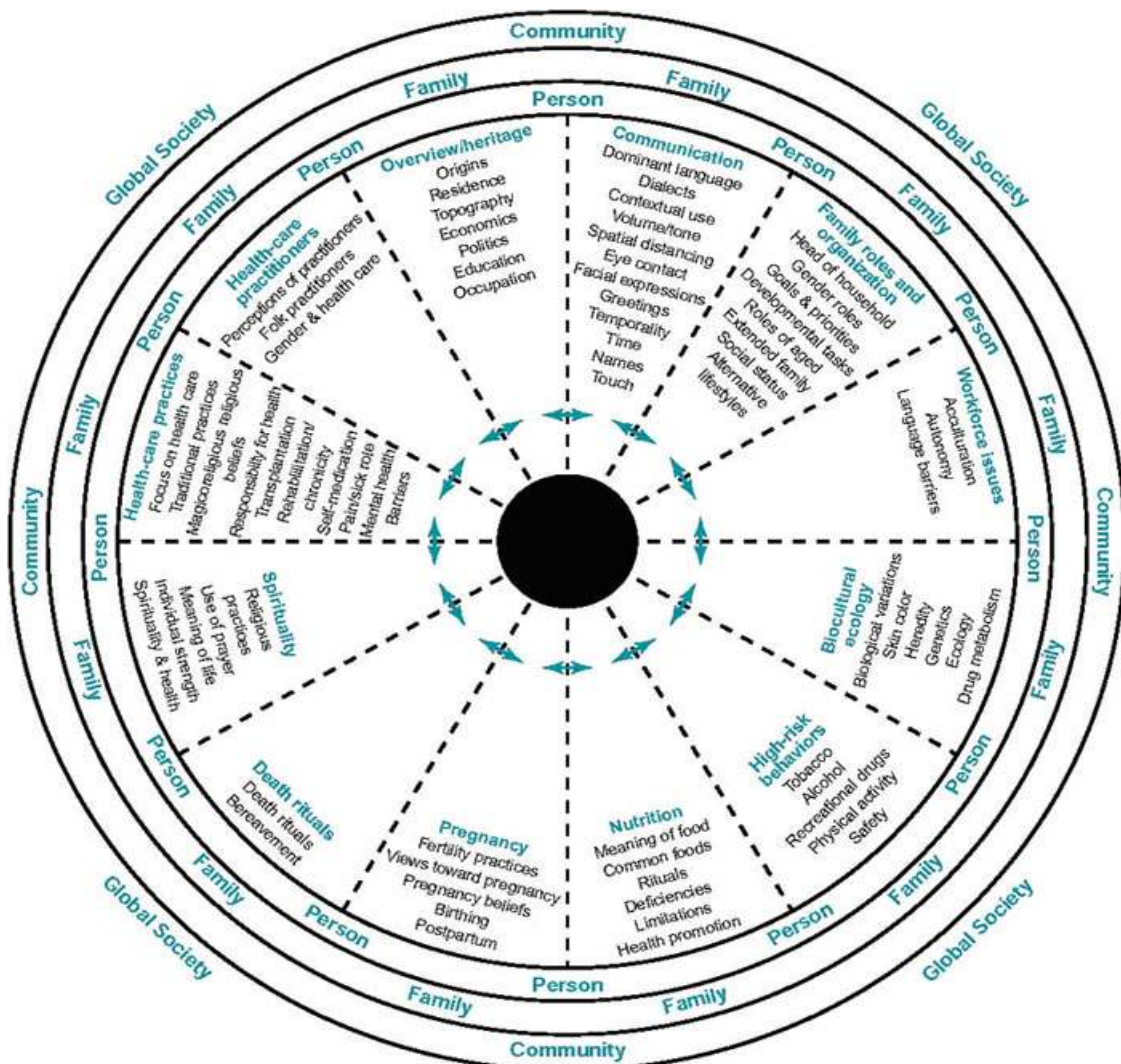 Community
Global Society
Global Society
Family
Family
Person
Overview/heritage
Origins
Residence
Topography
Economics
Politics
Education
Occupation
Communication
Dominant language
Dialects
Contextual use
Volume/tone
Spatial distancing
Eye contact
Facial expressions
Greetings
Temporality
Time
Names
Touch
Person
Family
Family roles and
organization
Head of household
Gender roles
Goals & priorities
Developmental tasks
Roles of aged
Extended family
Social status
Alternative
lifestyles
Person
Family
Workforce issues
Acculturation
Autonomy
Language barriers
Community
Person
Biocultural
ecology
Biological variations
Skin color
Heredity
Genetics
Ecology
Drug metabolism
Family
Person
High-risk
behaviors
Tobacco
Alcohol
Recreational drugs
Physical activity
Safety
Family
Global Society
Person
Nutrition
Meaning of food
Common foods
Rituals
Deficiencies
Limitations
Health promotion
Family
Person
Community
Pregnancy
Fertility practices
Views toward pregnancy
Pregnancy beliefs
Birthing
Postpartum
Family
Person
Death rituals
Death rituals
Bereavement
Family
Global Society
Person
Spirituality
Religious
practices
Use of prayer
Meaning of life
Individual strength
Spirituality & health
Family
Person
Community
Health-care practices
Focus on health care
Traditional practices
Magicoreligious religious
beliefs
Responsibility for health
Transplantation
Rehabilitation/
chronicity
Self-medication
Pain/sick role
Mental health
Barriers
Family
Person
Health-care
practitioners
Perceptions of practitioners
Folk practitioners
Gender & health care
Family
Person